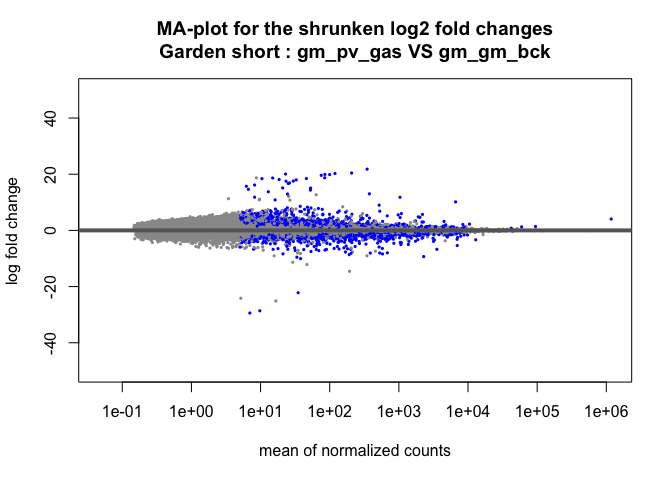 MA-plot for the shrunken log2 fold changes
Garden short : gm_pv_gas VS gm_gm_bck
log fold change
40
20
0
-20
-40
1e-01 1e+00 1e+01 1e+02 1e+03 1e+04 1e+05 1e+06
mean of normalized counts